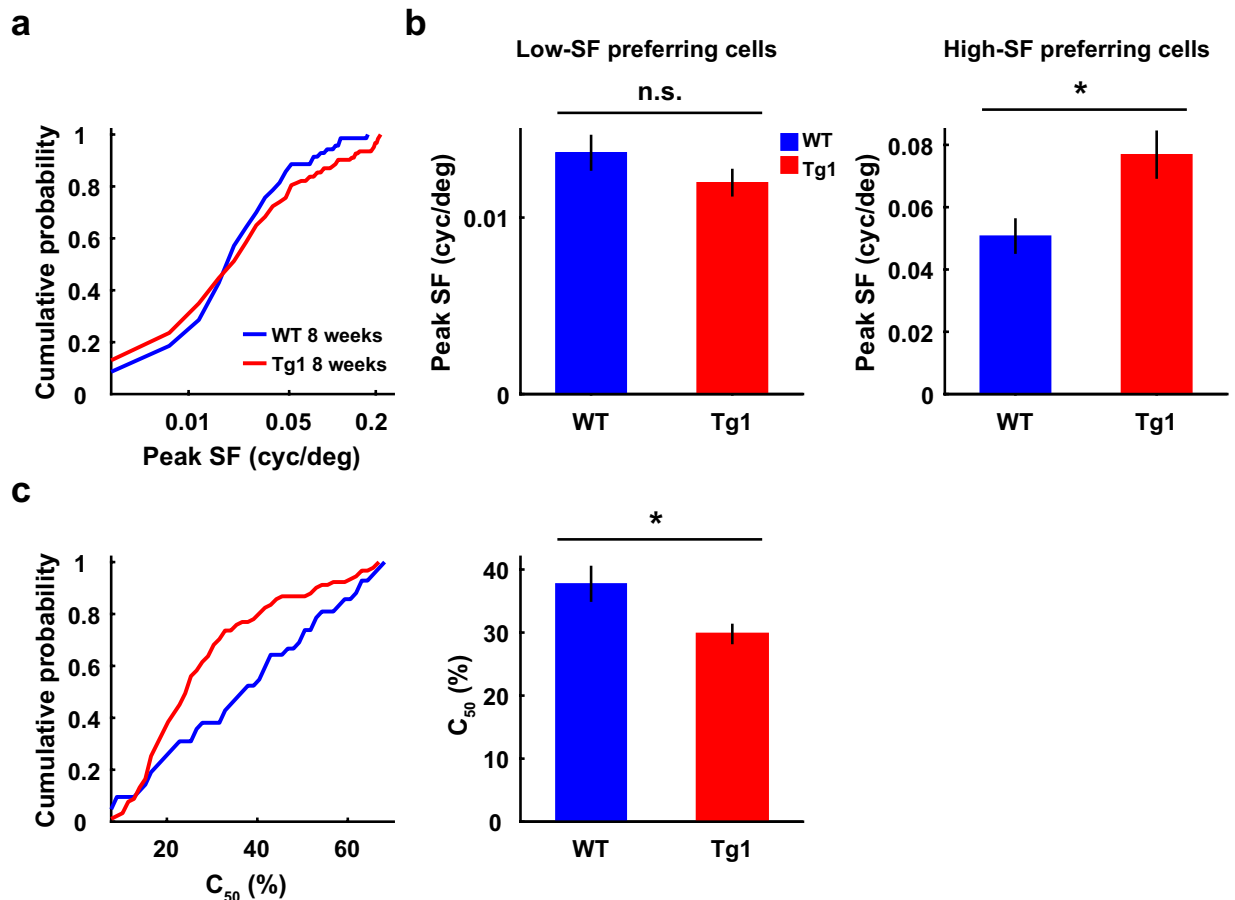 a
Cumulative probability
1
0.8
0.6
0.4
0.2
0
WT 8 weeks
Tg1 8 weeks
0.01 0.05 0.2
Peak SF (cyc/deg)
b
Low-SF preferring cells
n.s.
Peak SF (cyc/deg)
0.01
0
WT
Tg1
WT Tg1
High-SF preferring cells
*
Peak SF (cyc/deg)
0.08
0.06
0.04
0.02
0
WT Tg1
c
Cumulative probability
1
0.8
0.6
0.4
0.2
0
20 40 60
C50 (%)
*
C50 (%)
40
30
20
10
0
WT Tg1